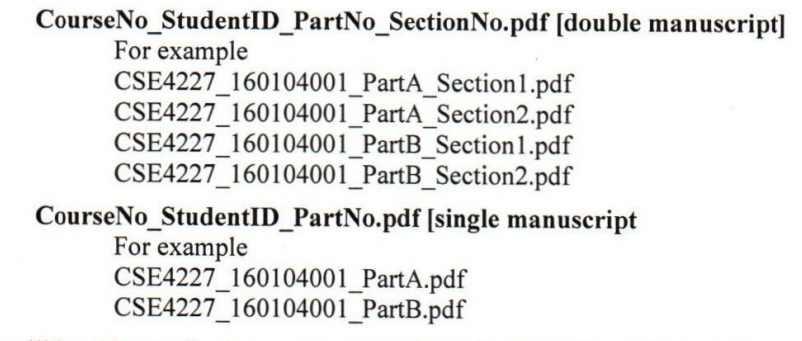 CourseNo_StudentID_PartNo_SectionNo.pdf [double manuscript]
For example
CSE4227_160104001_PartA_Section1.pdf
CSE4227_160104001_PartA_Section2.pdf
CSE4227_160104001_PartB_Section1.pdf
CSE4227_160104001_PartB_Section2.pdf
CourseNo_StudentID_PartNo.pdf [single manuscript
For example
CSE4227_160104001_PartA.pdf
CSE4227_160104001_PartB.pdf